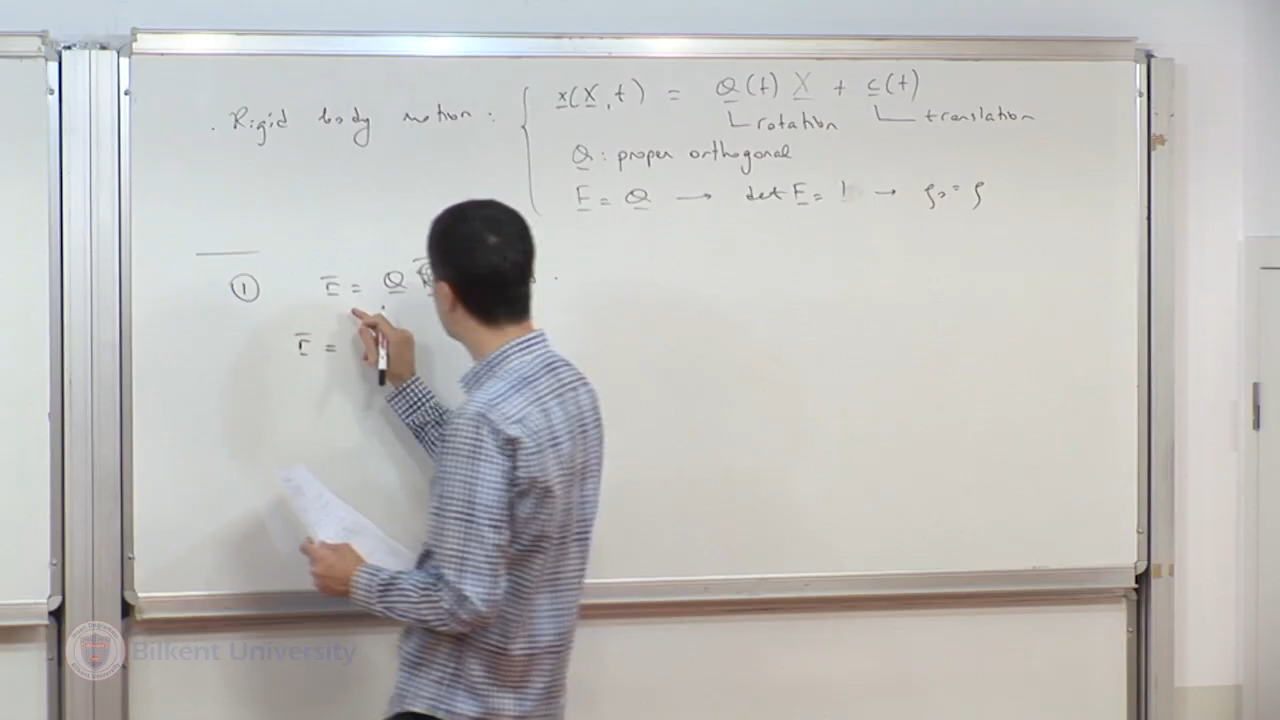 . Rigid body motion : { x(X,t) = Q(t) X + c(t)
rotation translation
Q : proper orthogonal
F = Q → det F = 1 → ρ₀ = ρ
① r̅ = Q
r̅ =
Bilkent University